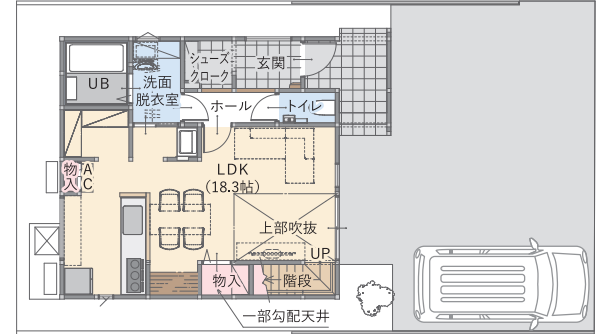 シューズ
クローク
玄関
UB
洗面
脱衣室
ホール
トイレ
物入
AC
LDK
(18.3帖)
上部吹抜
UP
物入
階段
一部勾配天井